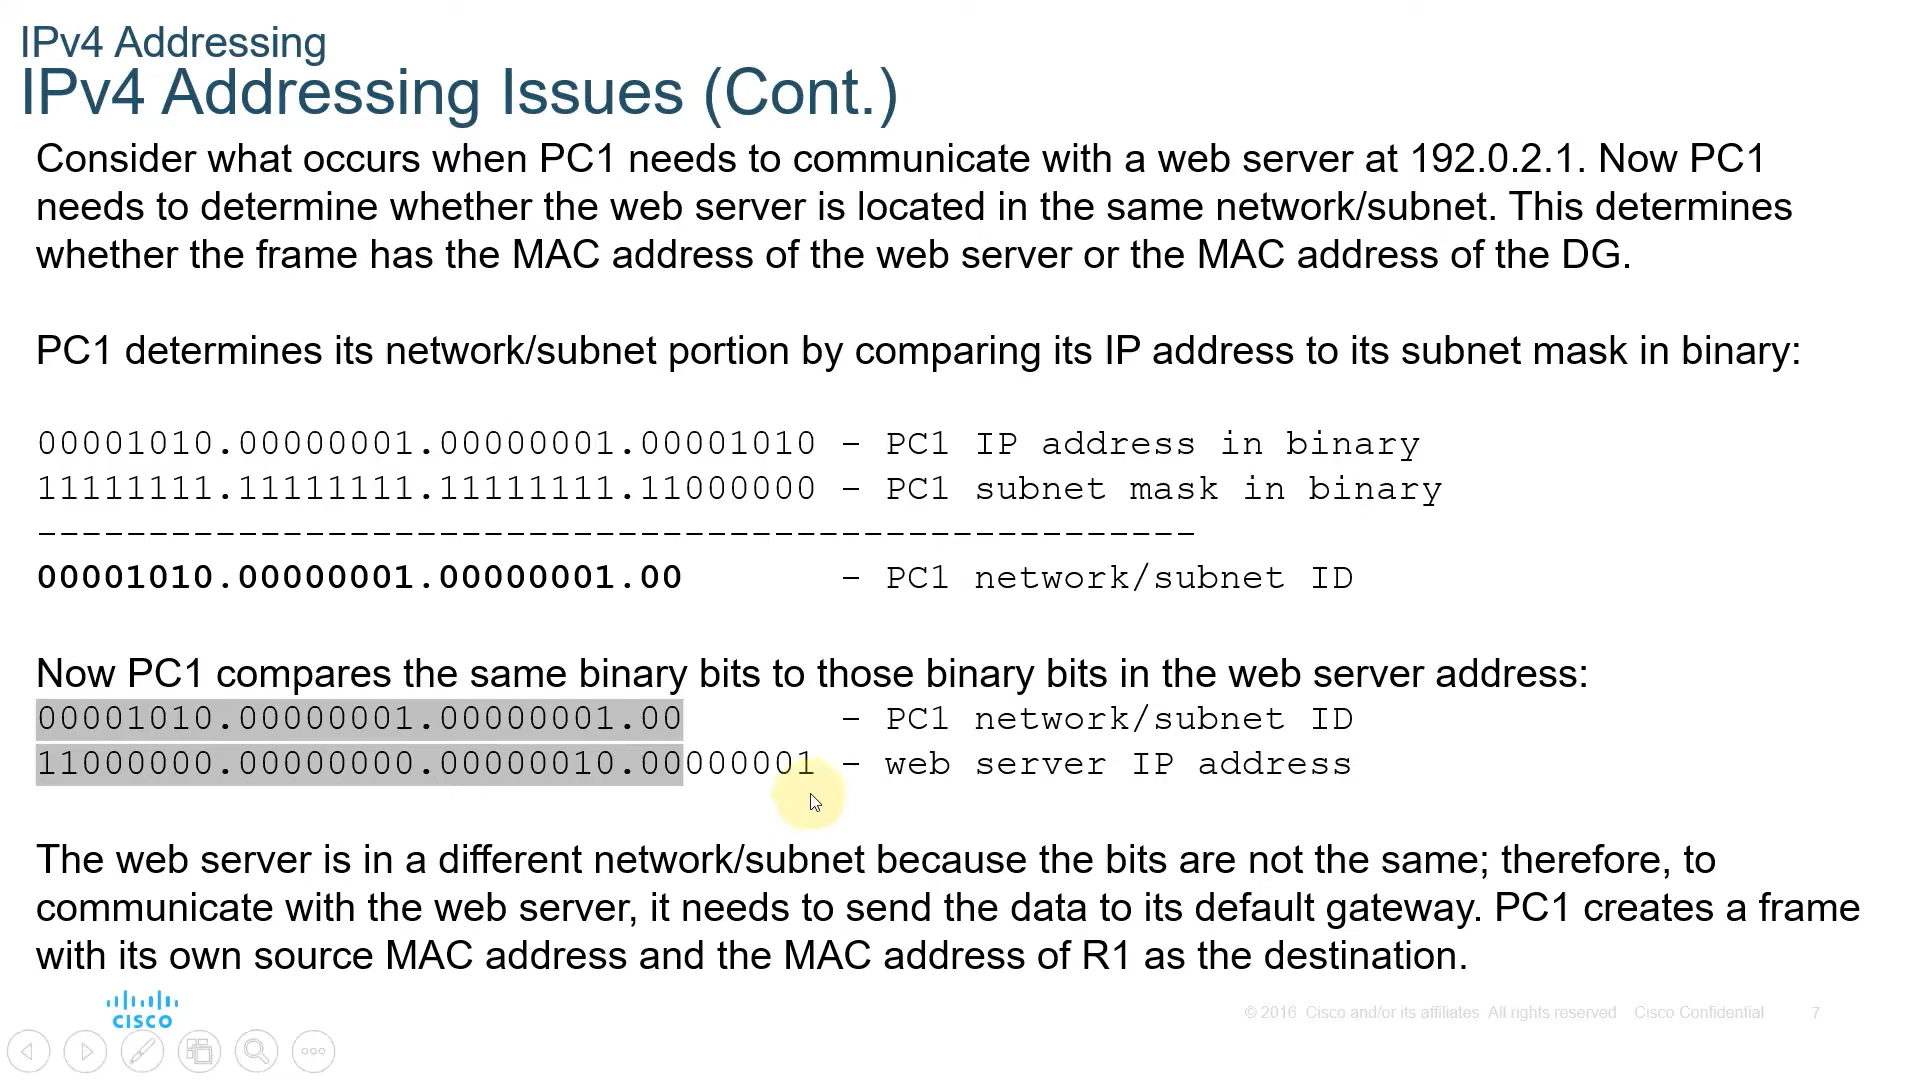 IPv4 Addressing
IPv4 Addressing Issues (Cont.)
Consider what occurs when PC1 needs to communicate with a web server at 192.0.2.1. Now PC1
needs to determine whether the web server is located in the same network/subnet. This determines
whether the frame has the MAC address of the web server or the MAC address of the DG.
PC1 determines its network/subnet portion by comparing its IP address to its subnet mask in binary:
00001010.00000001.00000001.00001010 – PC1 IP address in binary
11111111.11111111.11111111.11000000 – PC1 subnet mask in binary
----------------------------------------------------
00001010.00000001.00000001.00 – PC1 network/subnet ID
Now PC1 compares the same binary bits to those binary bits in the web server address:
00001010.00000001.00000001.00 – PC1 network/subnet ID
11000000.00000000.00000010.00000001 – web server IP address
The web server is in a different network/subnet because the bits are not the same; therefore, to
communicate with the web server, it needs to send the data to its default gateway. PC1 creates a frame
with its own source MAC address and the MAC address of R1 as the destination.
CISCO
© 2016 Cisco and/or its affiliates All rights reserved Cisco Confidential 7